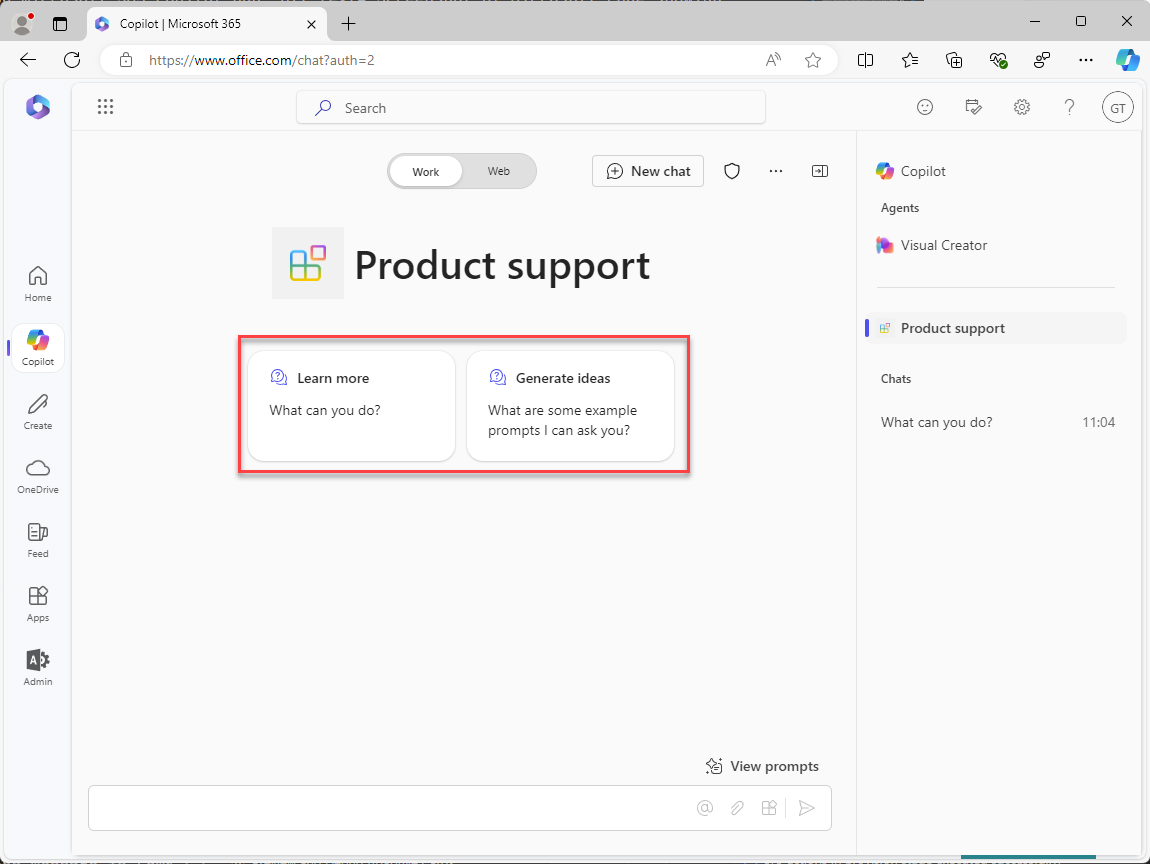 Copilot | Microsoft 365
https://www.office.com/chat?auth=2
Search
GT
Work
Web
New chat
Product support
Learn more
What can you do?
Generate ideas
What are some example
prompts I can ask you?
View prompts
Home
Copilot
Create
OneDrive
Feed
Apps
Admin
Copilot
Agents
Visual Creator
Product support
Chats
What can you do? 11:04